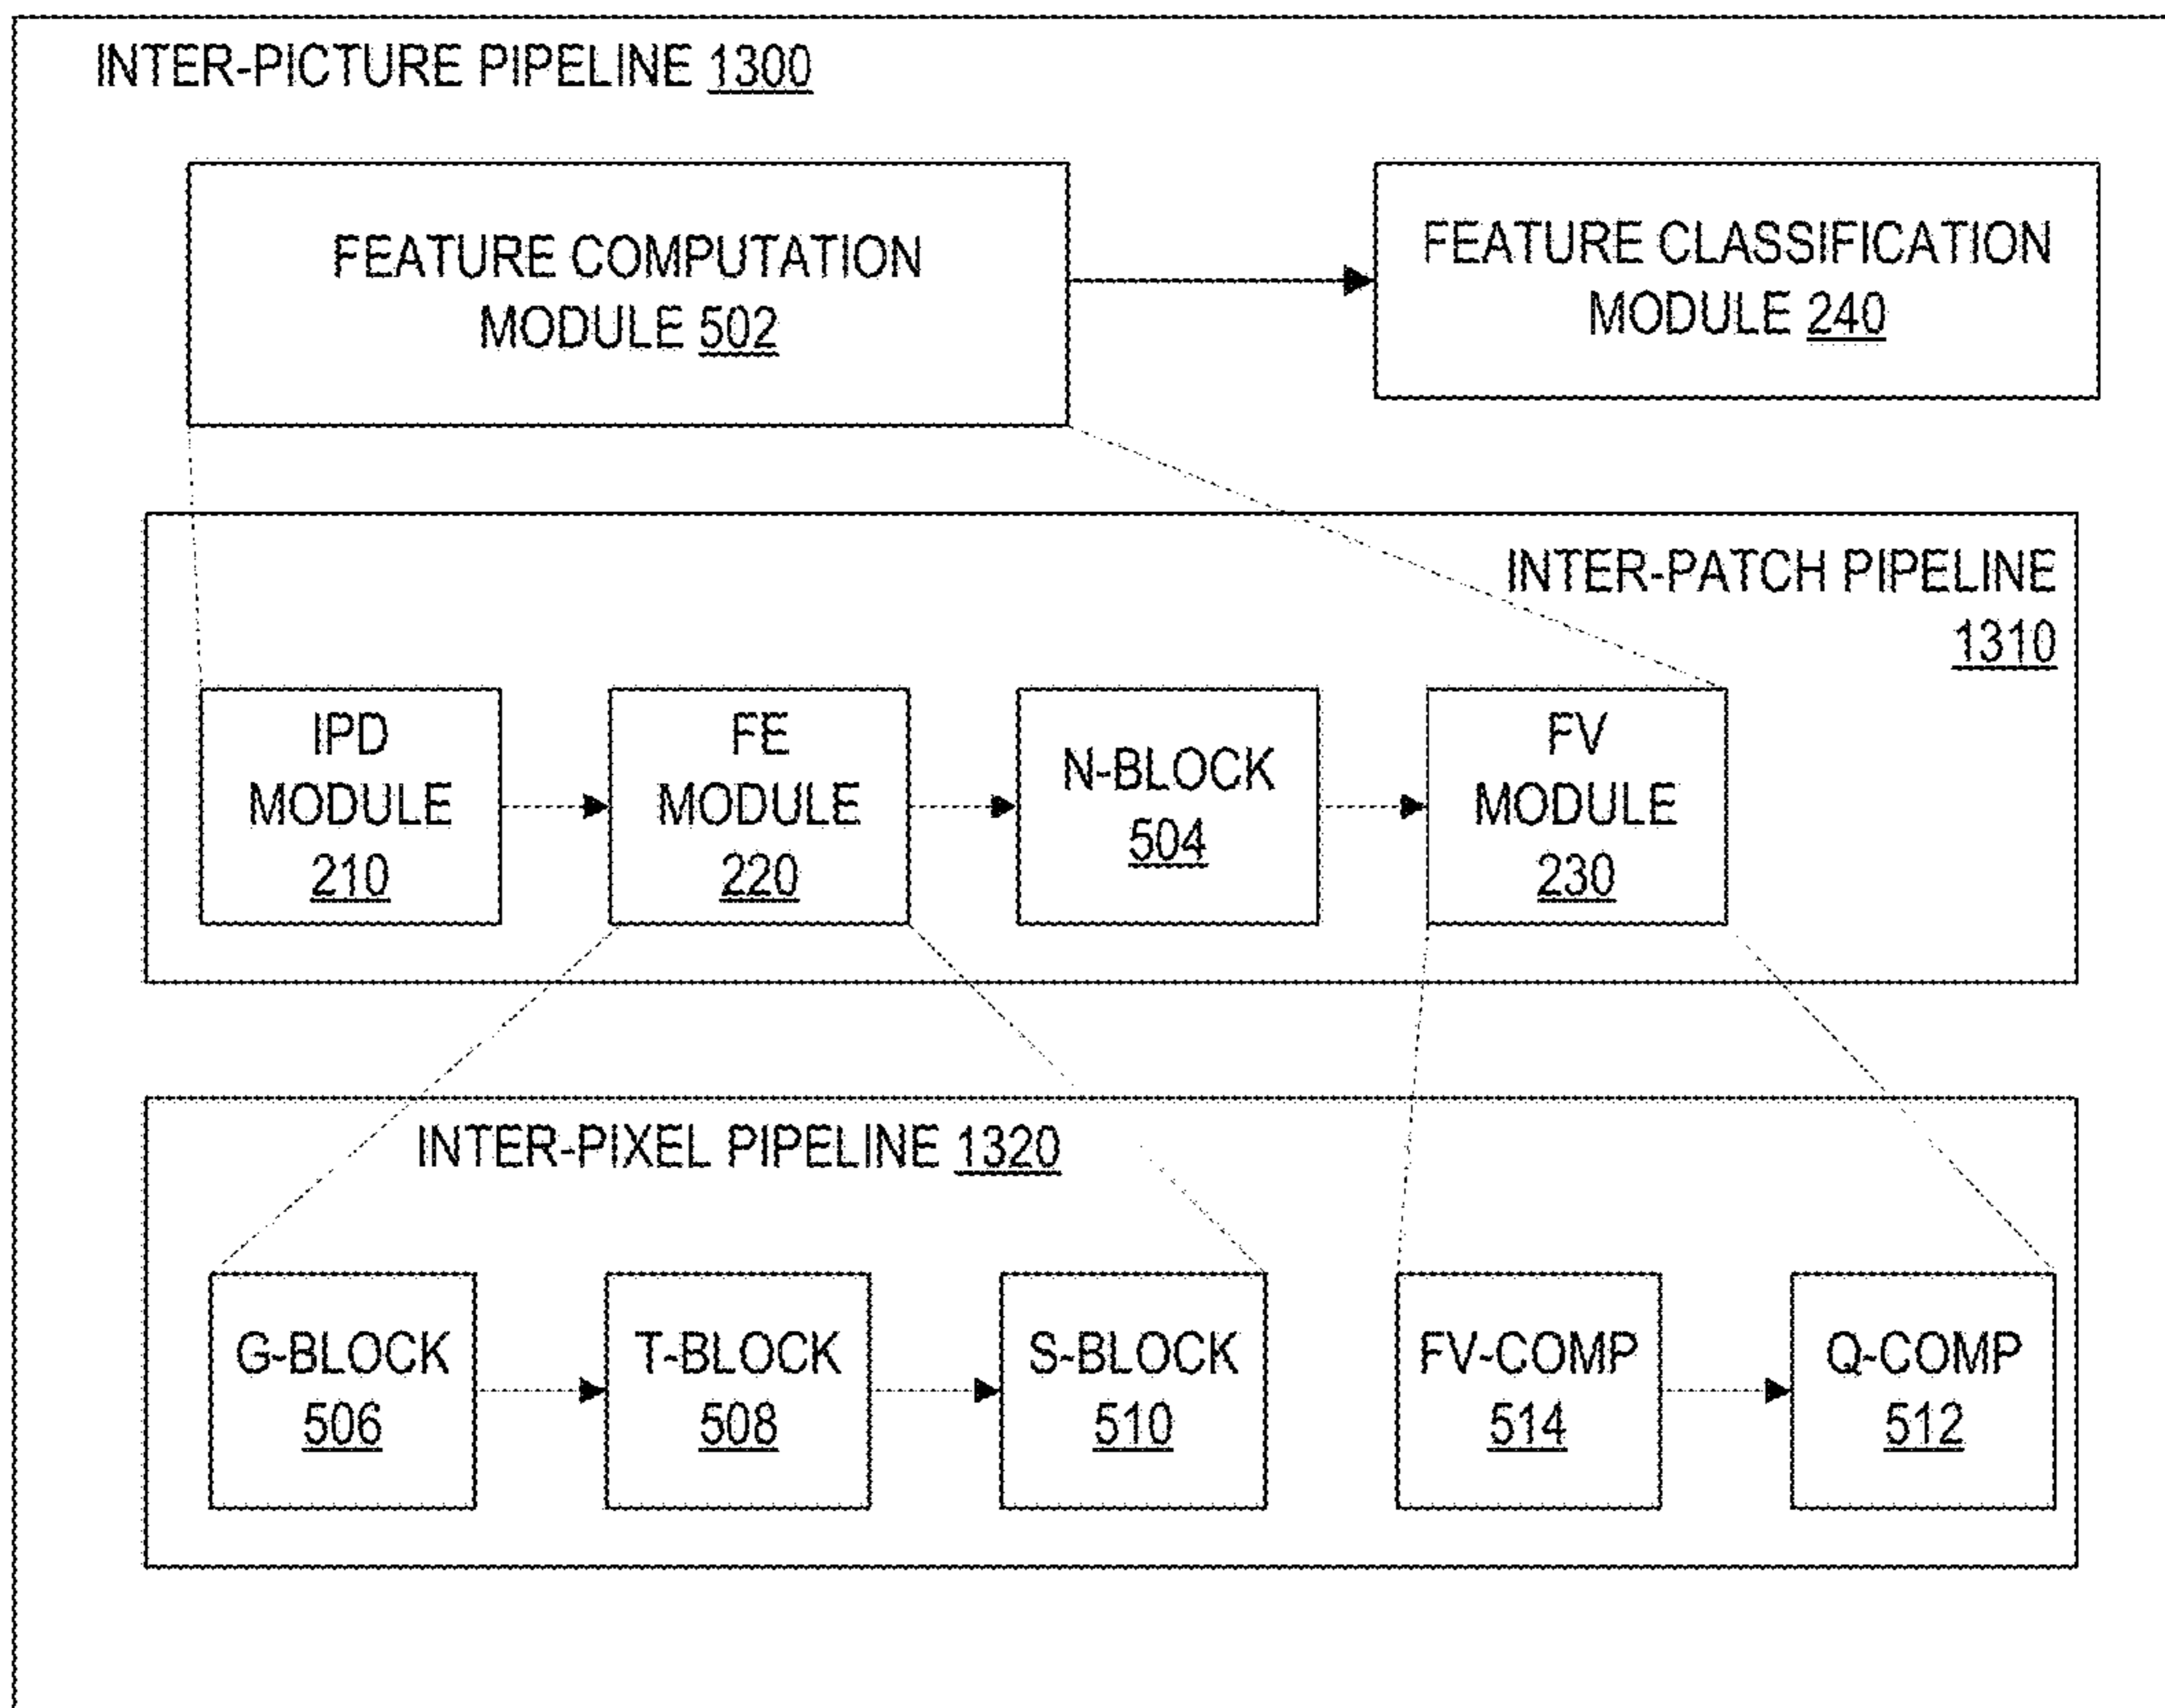 INTER-PICTURE PIPELINE 1300
FEATURE COMPUTATION
MODULE 502
FEATURE CLASSIFICATION
MODULE 240
INTER-PATCH PIPELINE
1310
IPD
MODULE
210
FE
MODULE
220
N-BLOCK
504
FV
MODULE
230
INTER-PIXEL PIPELINE 1320
G-BLOCK
506
T-BLOCK
508
S-BLOCK
510
FV-COMP
514
Q-COMP
512